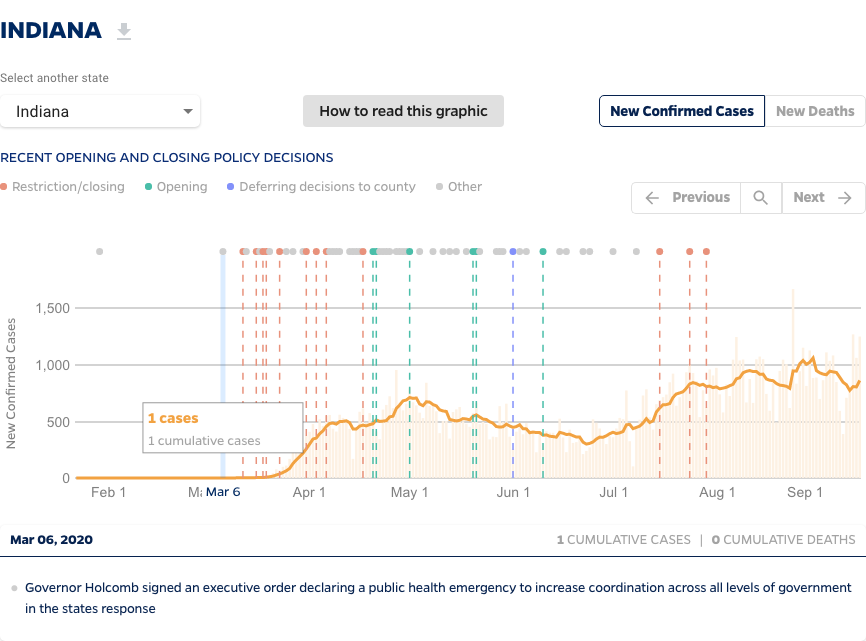 INDIANA
Select another state
Indiana
How to read this graphic
New Confirmed Cases
New Deaths
RECENT OPENING AND CLOSING POLICY DECISIONS
Restriction/closing
Opening
Deferring decisions to county
Other
Previous
Next
New Confirmed Cases
1,500
1,000
500
0
1 cases
1 cumulative cases
Feb 1
Ma
Mar 6
Apr 1
May 1
Jun 1
Jul 1
Aug 1
Sep 1
Mar 06, 2020
1 CUMULATIVE CASES | 0 CUMULATIVE DEATHS
Governor Holcomb signed an executive order declaring a public health emergency to increase coordination across all levels of government
in the states response